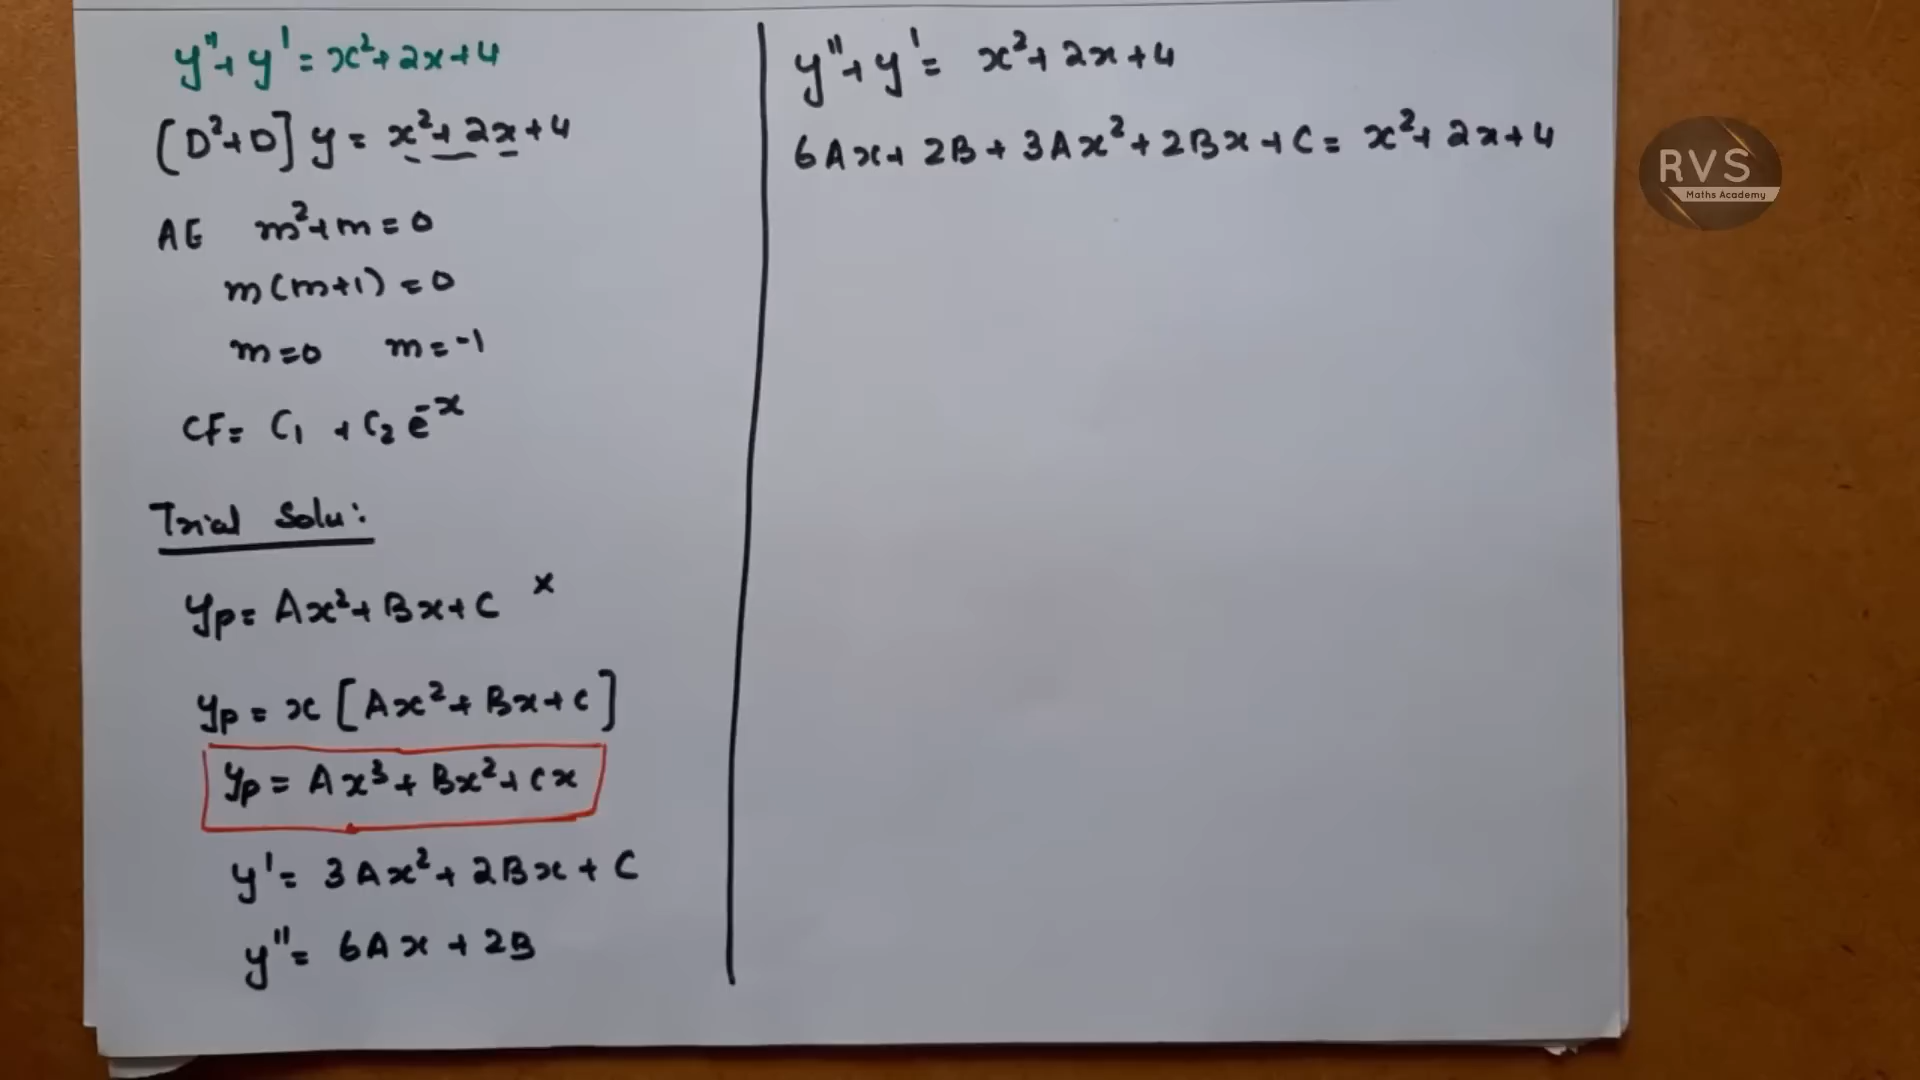 y''+y'=x²+2x+4
[D²+D]y=x²+2x+4
AE m²+m=0
m(m+1)=0
m=0 m=-1
CF= C₁ + C₂ e⁻ˣ
Trial Solu:
yp= Ax²+Bx+C ×
yp= x[Ax²+Bx+C]
yp= Ax³+Bx²+Cx
y'= 3Ax²+2Bx+C
y''= 6Ax+2B
y''+y'= x²+2x+4
6Ax+2B+3Ax²+2Bx+C= x²+2x+4
RVS
Maths Academy